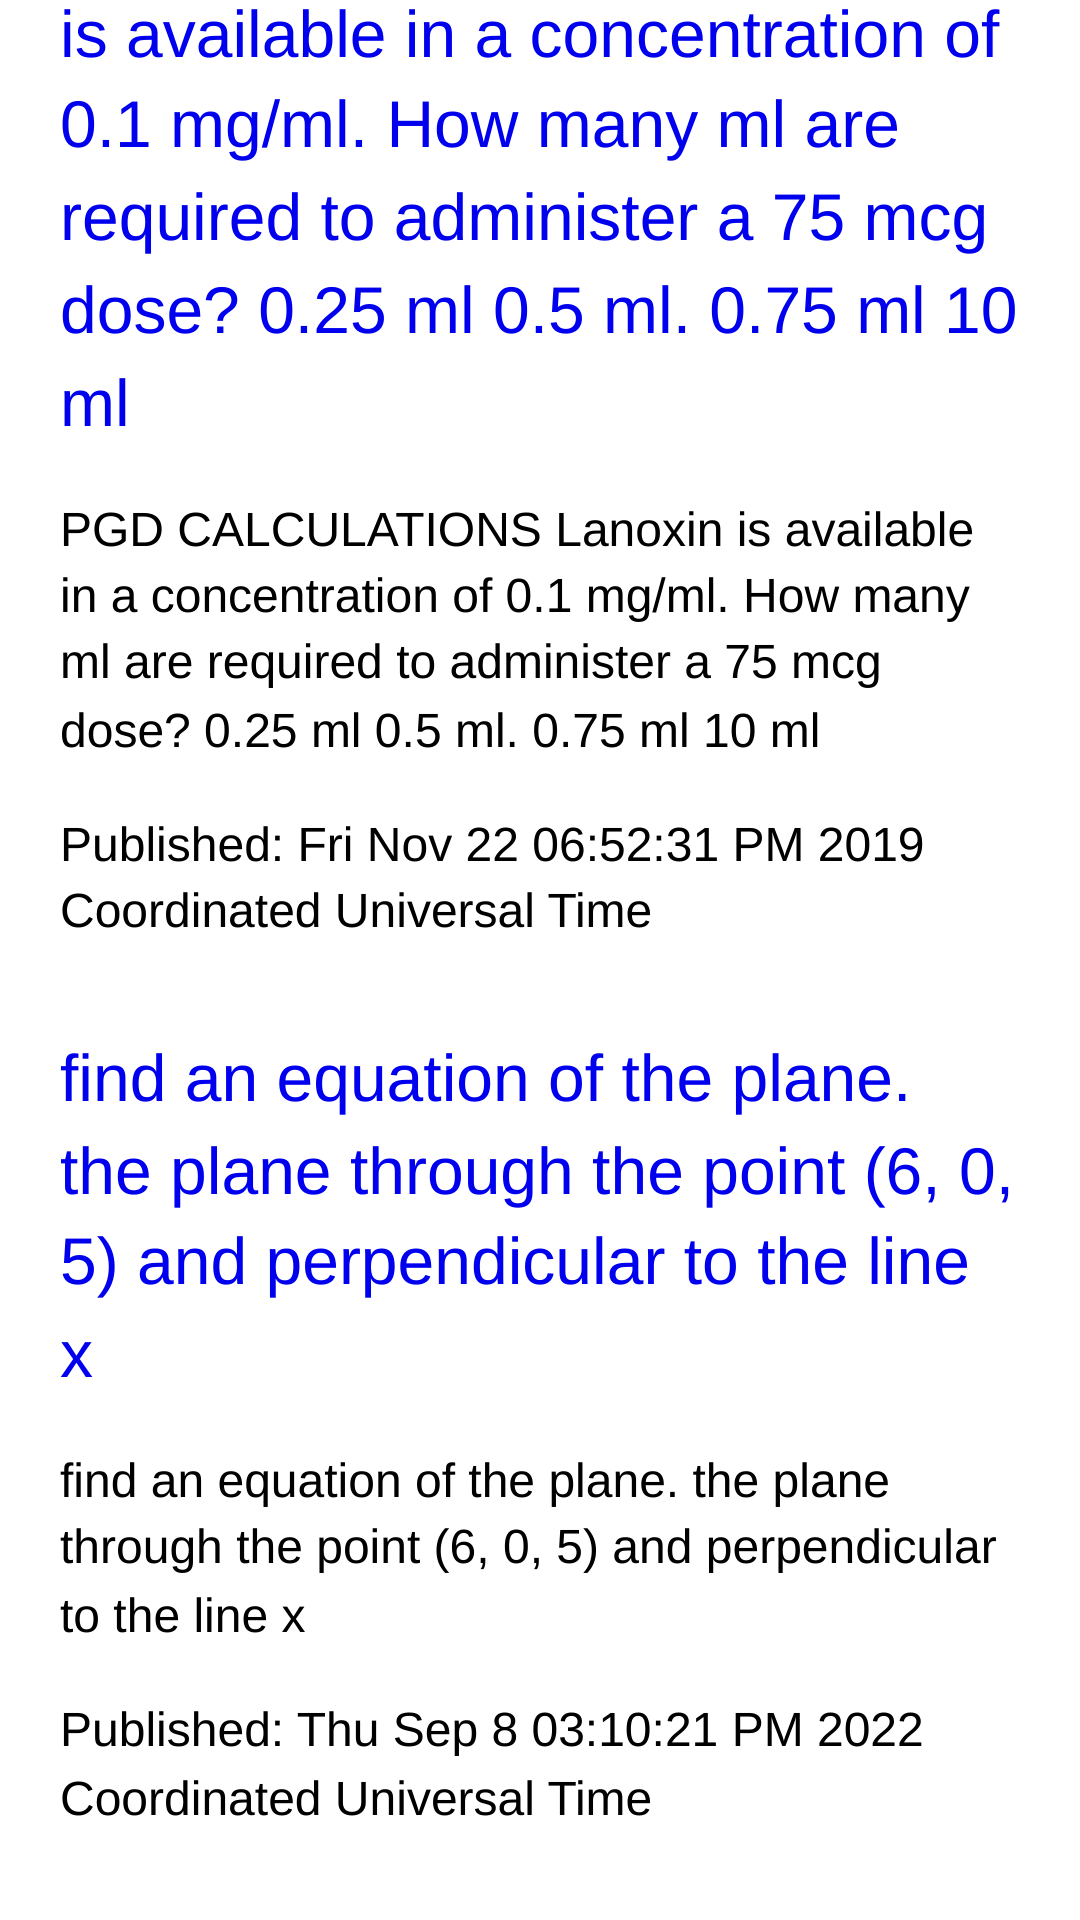 is available in a concentration of
0.1 mg/ml. How many ml are
required to administer a 75 mcg
dose? 0.25 ml 0.5 ml. 0.75 ml 10
ml
PGD CALCULATIONS Lanoxin is available
in a concentration of 0.1 mg/ml. How many
ml are required to administer a 75 mcg
dose? 0.25 ml 0.5 ml. 0.75 ml 10 ml
Published: Fri Nov 22 06:52:31 PM 2019
Coordinated Universal Time
find an equation of the plane.
the plane through the point (6, 0,
5) and perpendicular to the line
x
find an equation of the plane. the plane
through the point (6, 0, 5) and perpendicular
to the line x
Published: Thu Sep 8 03:10:21 PM 2022
Coordinated Universal Time